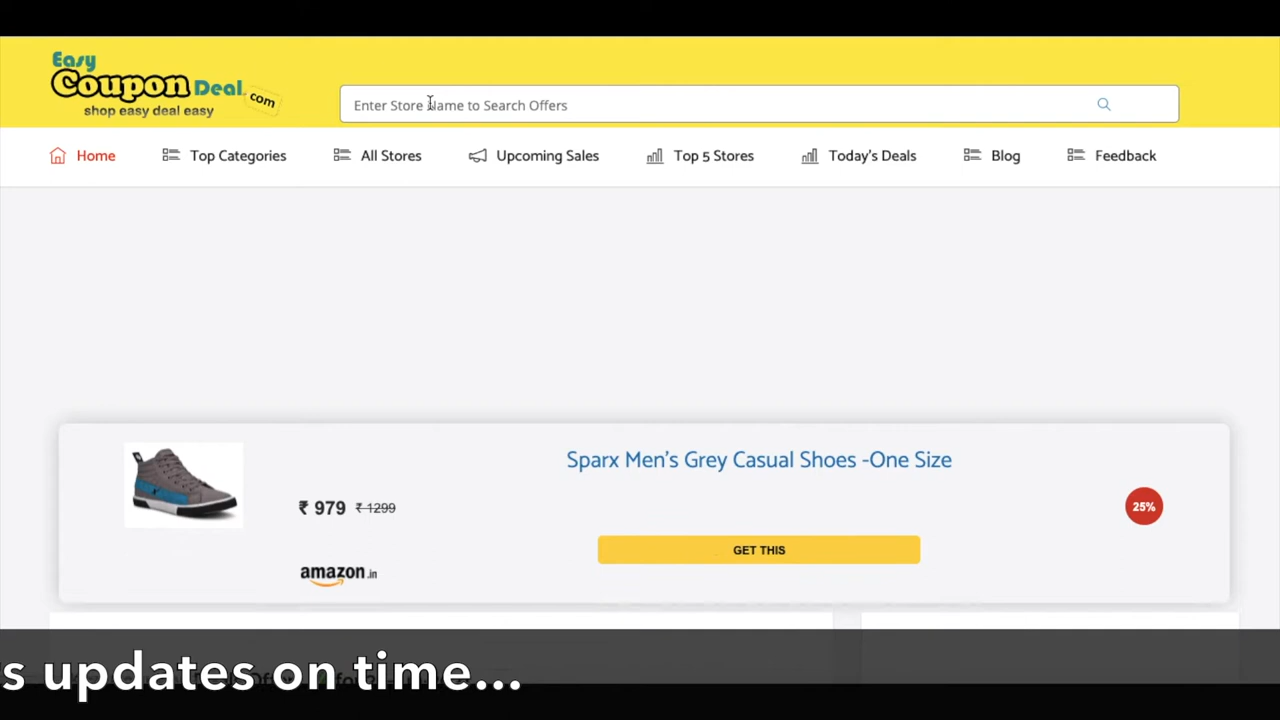 Easy
Coupon Deal.com
shop easy deal easy
Enter Store Name to Search Offers
Home Top Categories All Stores Upcoming Sales Top 5 Stores Today's Deals Blog Feedback
Sparx Men's Grey Casual Shoes -One Size
₹ 979 ₹ 1299
25%
GET THIS
amazon.in
s updates on time...